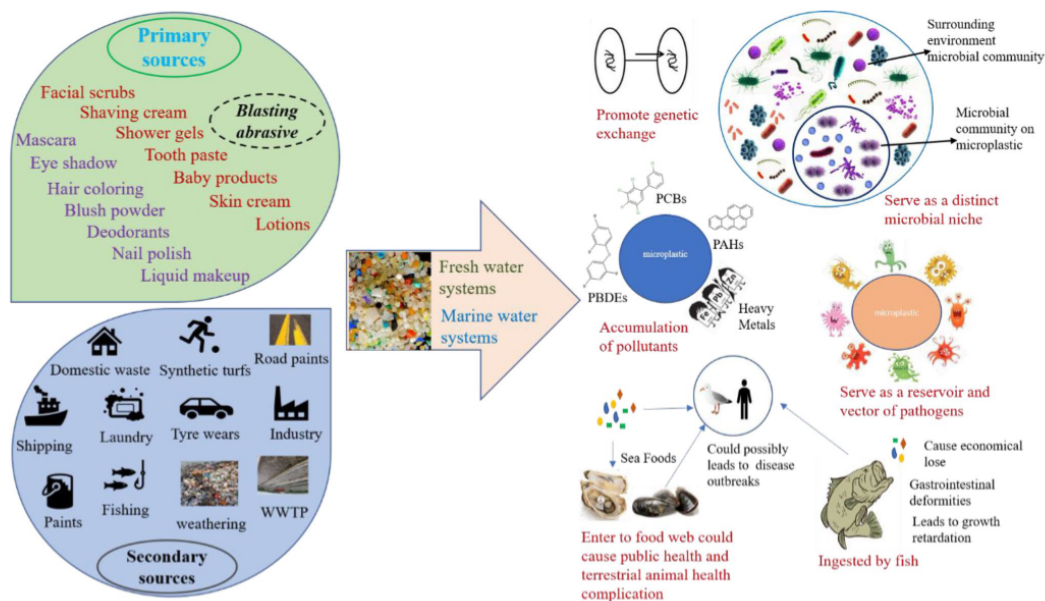 Primary
sources
Facial scrubs
Shaving cream
Blasting
abrasive
Shower gels
Mascara
Tooth paste
Eye shadow
Baby products
Hair coloring
Skin cream
Blush powder
Lotions
Deodorants
Nail polish
Liquid makeup
Domestic waste
Synthetic turfs
Road paints
Shipping
Laundry
Tyre wears
Industry
Paints
Fishing
weathering
WWTP
Secondary
sources
Fresh water
systems
Marine water
systems
Promote genetic
exchange
Surrounding
environment
microbial community
Microbial
community on
microplastic
Serve as a distinct
microbial niche
PCBs
PAHs
microplastic
PBDEs
Fe
Pb
Zn
Heavy
Metals
Accumulation
of pollutants
microplastic
Serve as a reservoir and
vector of pathogens
Sea Foods
Could possibly
leads to disease
outbreaks
Enter to food web could
cause public health and
terrestrial animal health
complication
Cause economical
lose
Gastrointestinal
deformities
Leads to growth
retardation
Ingested by fish